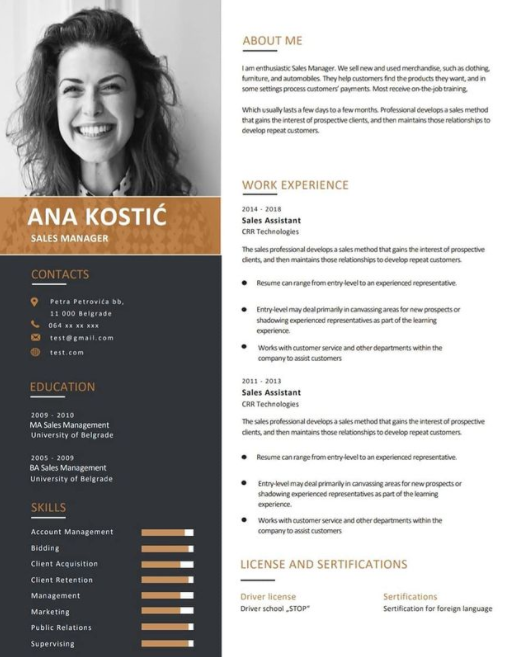 ANA KOSTIĆ
SALES MANAGER
CONTACTS
Petra Petrovića bb,
11 000 Belgrade
064 xx xx xxx
test@gmail.com
test.com
EDUCATION
2009 - 2010
MA Sales Management
University of Belgrade
2005 - 2009
BA Sales Management
University of Belgrade
SKILLS
Account Management
Bidding
Client Acquisition
Client Retention
Management
Marketing
Public Relations
Supervising
ABOUT ME
I am enthusiastic Sales Manager. We sell new and used merchandise, such as clothing,
furniture, and automobiles. They help customers find the products they want, and in
some settings process customers' payments. Most receive on-the-job training.
Which usually lasts a few days to a few months. Professional develops a sales method
that gains the interest of prospective clients, and then maintains those relationships to
develop repeat customers.
WORK EXPERIENCE
2014 - 2018
Sales Assistant
CRR Technologies
The sales professional develops a sales method that gains the interest of prospective
clients, and then maintains those relationships to develop repeat customers.
Resume can range from entry-level to an experienced representative.
Entry-level may deal primarily in canvassing areas for new prospects or
shadowing experienced representatives as part of the learning
experience.
Works with customer service and other departments within the
company to assist customers
2011 - 2013
Sales Assistant
CRR Technologies
The sales professional develops a sales method that gains the interest of prospective
clients, and then maintains those relationships to develop repeat customers.
Resume can range from entry-level to an experienced representative.
Entry-level may deal primarily in canvassing areas for new prospects or
shadowing experienced representatives as part of the learning
experience.
Works with customer service and other departments within the
company to assist customers
LICENSE AND SERTIFICATIONS
Driver license
Driver school „STOP"
Sertifications
Sertification for foreign language